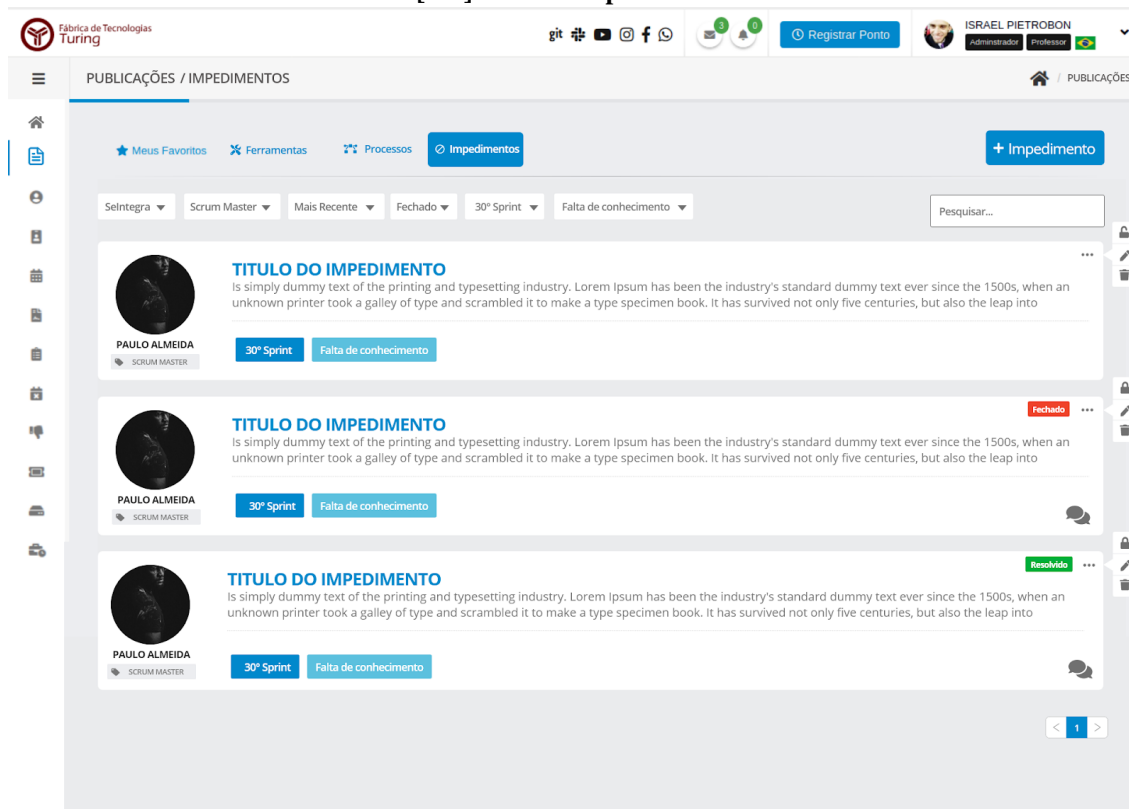 Fábrica de Tecnologias
Turing
git
3
0
Registrar Ponto
ISRAEL PIETROBON
Adminstrador Professor
PUBLICAÇÕES / IMPEDIMENTOS
/ PUBLICAÇÕES
Meus Favoritos Ferramentas Processos Impedimentos
+ Impedimento
SeIntegra Scrum Master Mais Recente Fechado 30º Sprint Falta de conhecimento
Pesquisar...
TITULO DO IMPEDIMENTO
Is simply dummy text of the printing and typesetting industry. Lorem Ipsum has been the industry's standard dummy text ever since the 1500s, when an
unknown printer took a galley of type and scrambled it to make a type specimen book. It has survived not only five centuries, but also the leap into
PAULO ALMEIDA
SCRUM MASTER
30º Sprint Falta de conhecimento
Fechado
TITULO DO IMPEDIMENTO
Is simply dummy text of the printing and typesetting industry. Lorem Ipsum has been the industry's standard dummy text ever since the 1500s, when an
unknown printer took a galley of type and scrambled it to make a type specimen book. It has survived not only five centuries, but also the leap into
PAULO ALMEIDA
SCRUM MASTER
30º Sprint Falta de conhecimento
Resolvido
TITULO DO IMPEDIMENTO
Is simply dummy text of the printing and typesetting industry. Lorem Ipsum has been the industry's standard dummy text ever since the 1500s, when an
unknown printer took a galley of type and scrambled it to make a type specimen book. It has survived not only five centuries, but also the leap into
PAULO ALMEIDA
SCRUM MASTER
30º Sprint Falta de conhecimento
< 1 >